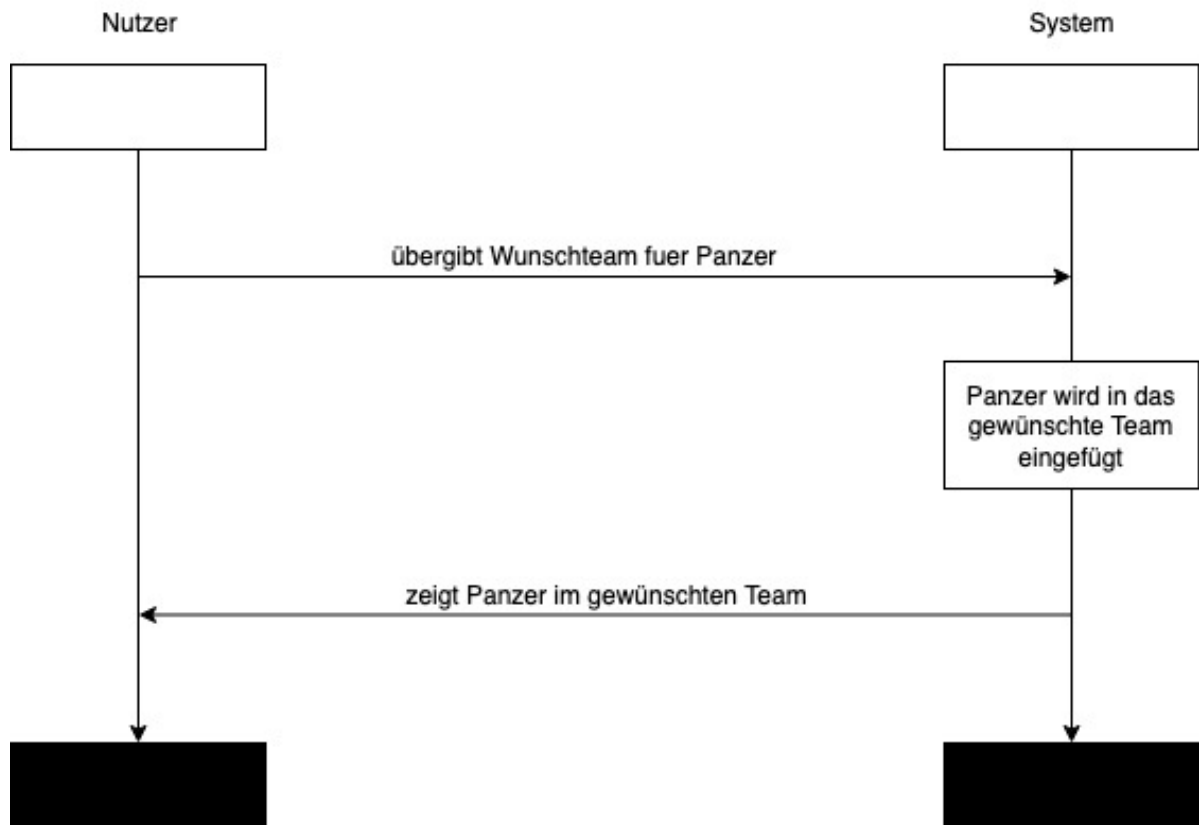 Nutzer
System
übergibt Wunschteam fuer Panzer
Panzer wird in das
gewünschte Team
eingefügt
zeigt Panzer im gewünschten Team